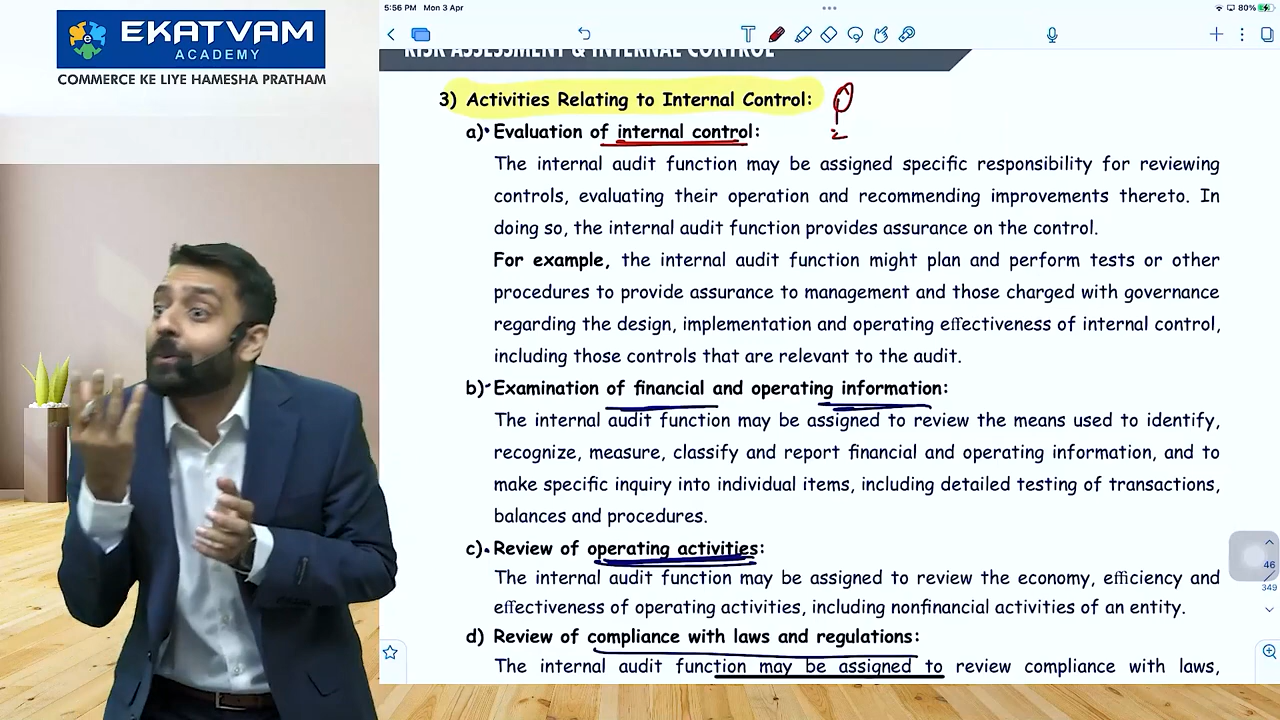 5:56 PM Mon 3 Apr
80%
EKATVAM
ACADEMY
COMMERCE KE LIYE HAMESHA PRATHAM
RISK ASSESSMENT & INTERNAL CONTROL
3) Activities Relating to Internal Control:
a) Evaluation of internal control:
The internal audit function may be assigned specific responsibility for reviewing
controls, evaluating their operation and recommending improvements thereto. In
doing so, the internal audit function provides assurance on the control.
For example, the internal audit function might plan and perform tests or other
procedures to provide assurance to management and those charged with governance
regarding the design, implementation and operating effectiveness of internal control,
including those controls that are relevant to the audit.
b) Examination of financial and operating information:
The internal audit function may be assigned to review the means used to identify,
recognize, measure, classify and report financial and operating information, and to
make specific inquiry into individual items, including detailed testing of transactions,
balances and procedures.
c) Review of operating activities:
The internal audit function may be assigned to review the economy, efficiency and
effectiveness of operating activities, including nonfinancial activities of an entity.
d) Review of compliance with laws and regulations:
The internal audit function may be assigned to review compliance with laws,
46
349